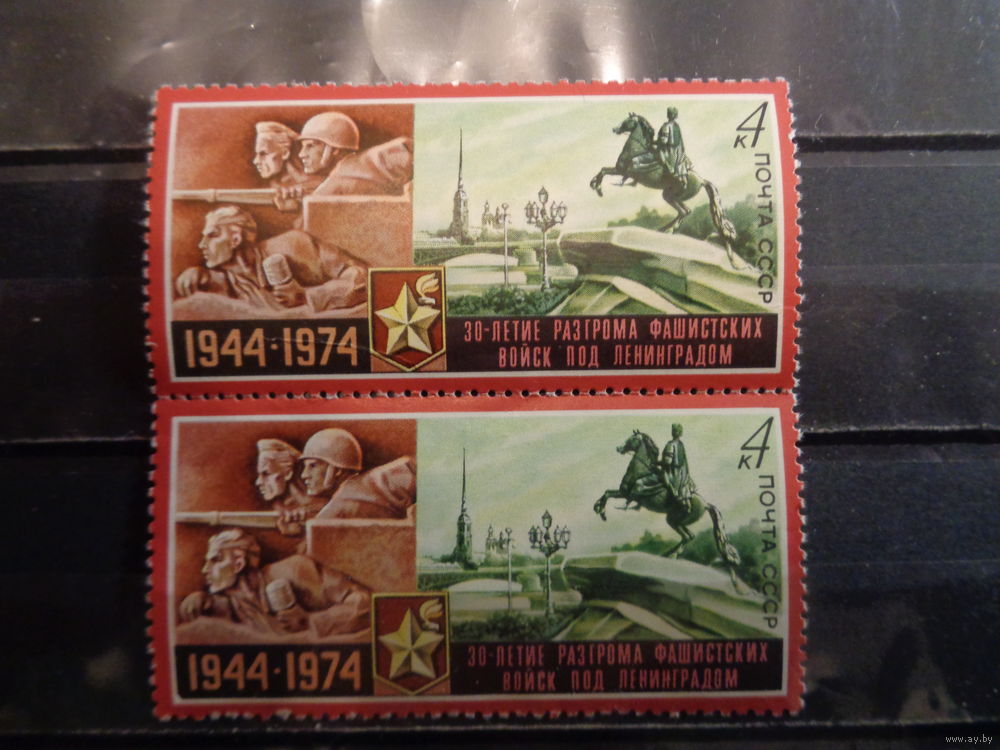 4
к
ПОЧТА СССР
1944·1974
30-ЛЕТИЕ РАЗГРОМА ФАШИСТСКИХ
ВОЙСК ПОД ЛЕНИНГРАДОМ
4
к
ПОЧТА СССР
1944·1974
30-ЛЕТИЕ РАЗГРОМА ФАШИСТСКИХ
ВОЙСК ПОД ЛЕНИНГРАДОМ
www.ay.by